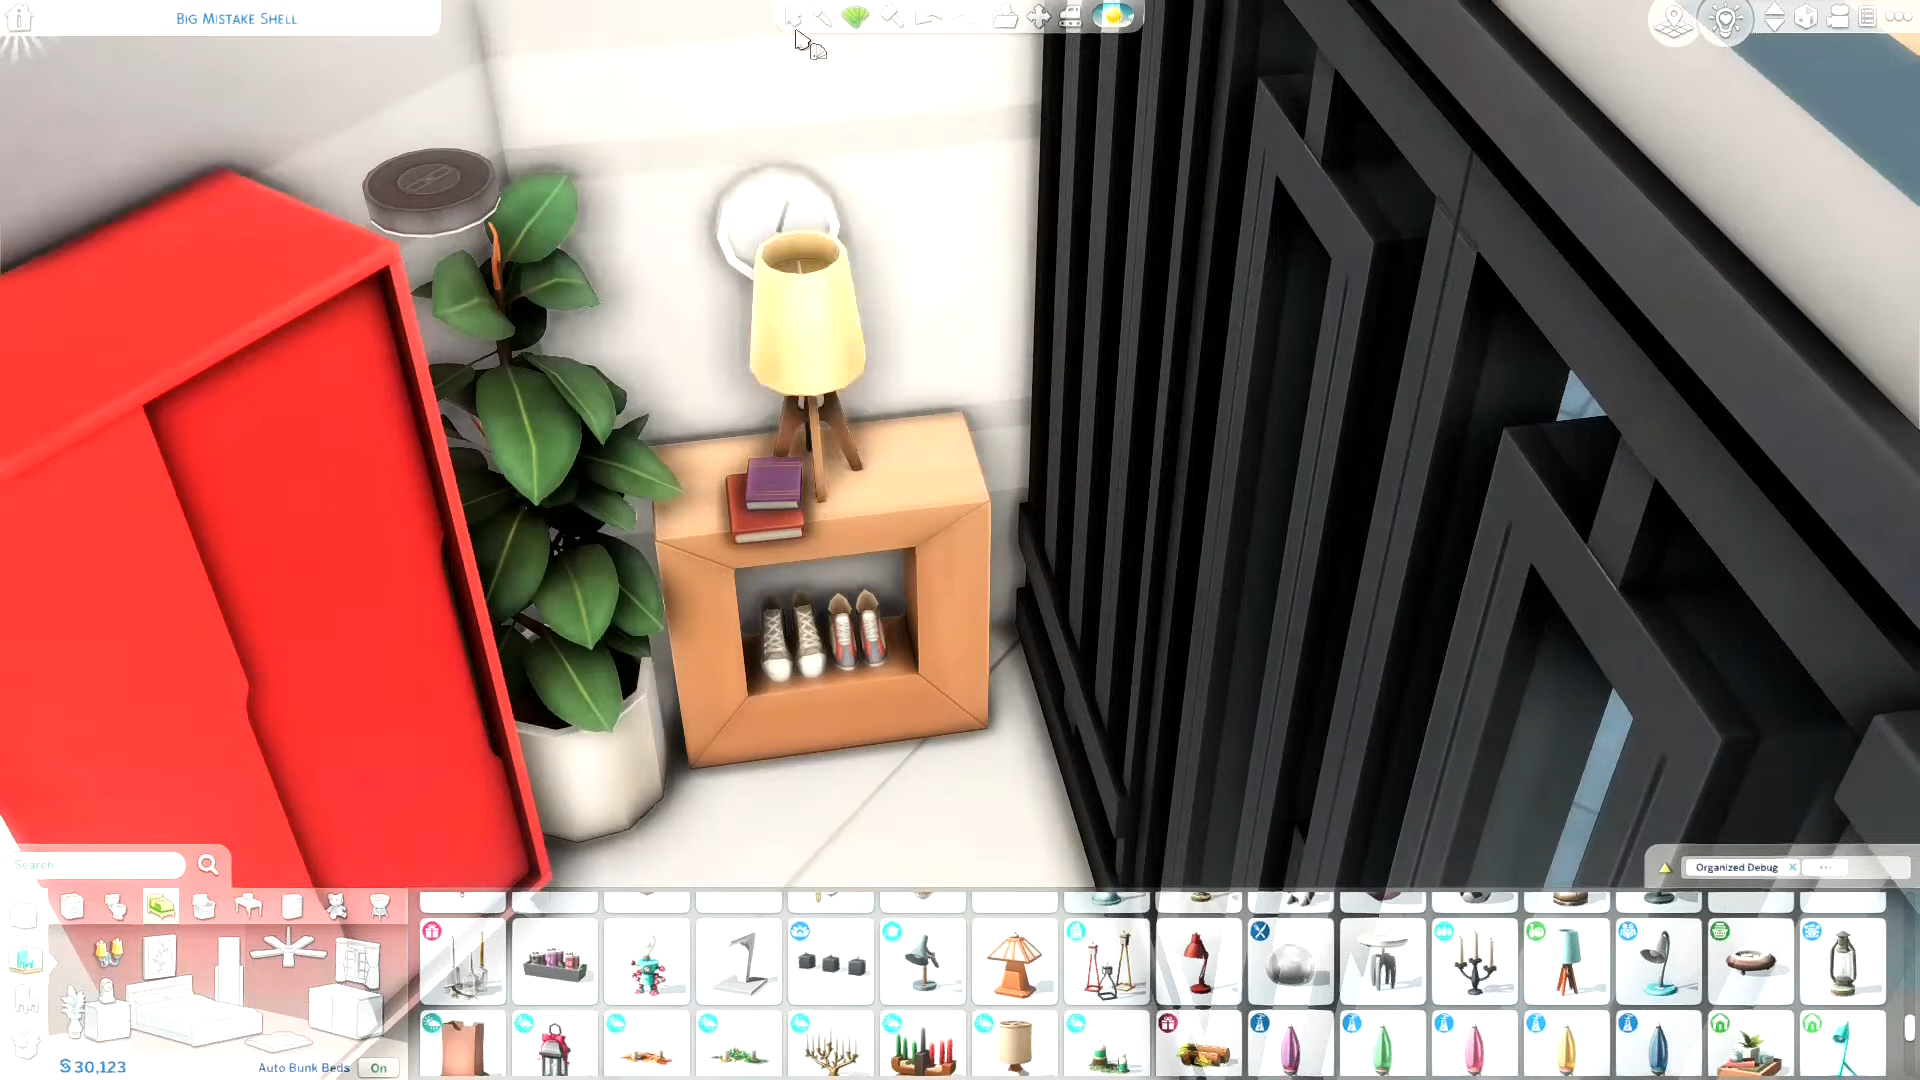 Big Mistake Shell
Search
Organized Debug
30,123
Auto Bunk Beds
On